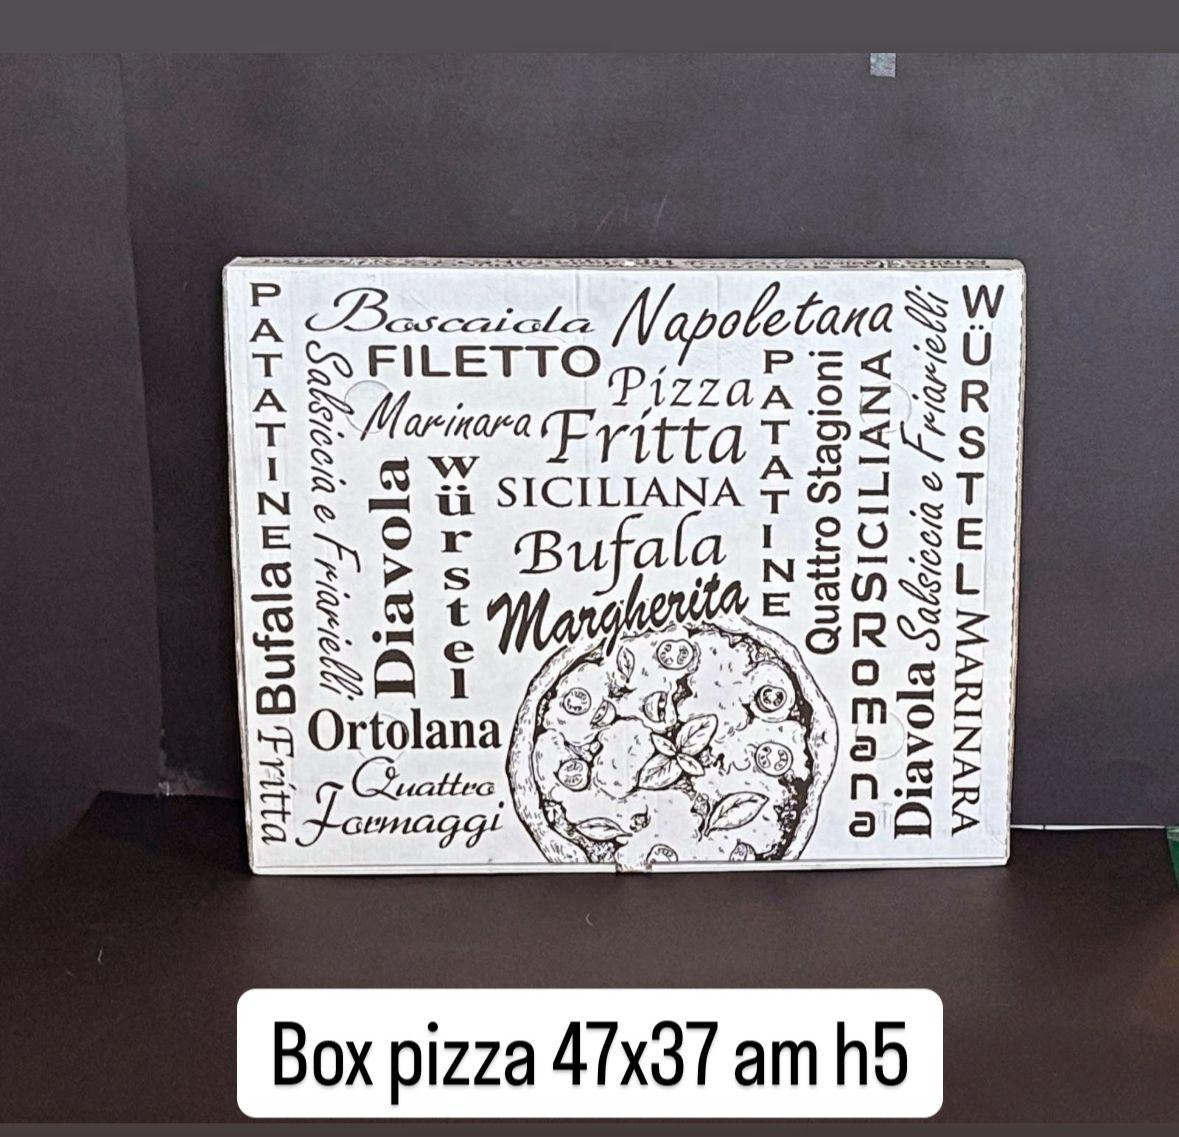 PATATINE
Bufala
Fritta
Boscaiola
Napoletana
FILETTO
Salsiccia e Friarielli
Marinara
Pizza
Fritta
Diavola
würstel
SICILIANA
Bufala
Margherita
Ortolana
Quattro
Formaggi
PATATINE
Quattro Stagioni
SICILIANA
Romana
Salsiccia e Friarielli
Diavola
WÜRSTEL
MARINARA
Box pizza 47x37 am h5